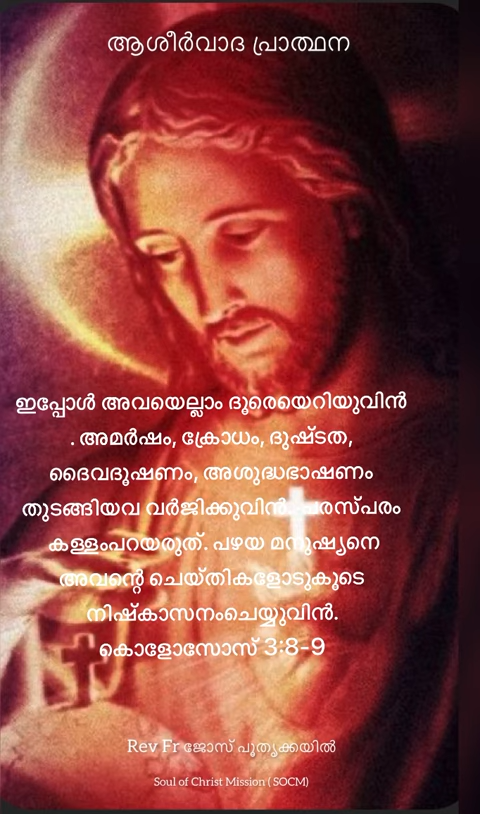 ആശീർവാദ പ്രാത്ഥന
ഇപ്പോൾ അവയെല്ലാം ദൂരെയെറിയുവിൻ
. അമർഷം, ക്രോധം, ദുഷ്ടത,
ദൈവദൂഷണം, അശുദ്ധഭാഷണം
തുടങ്ങിയവ വർജിക്കുവിൻ. പരസ്പരം
കള്ളംപറയരുത്. പഴയ മനുഷ്യനെ
അവന്റെ ചെയ്തികളോടുകൂടെ
നിഷ്കാസനംചെയ്യുവിൻ.
കൊളോസോസ് 3:8-9
Rev Fr ജോസ് പൂതൃക്കയിൽ
Soul of Christ Mission ( SOCM)